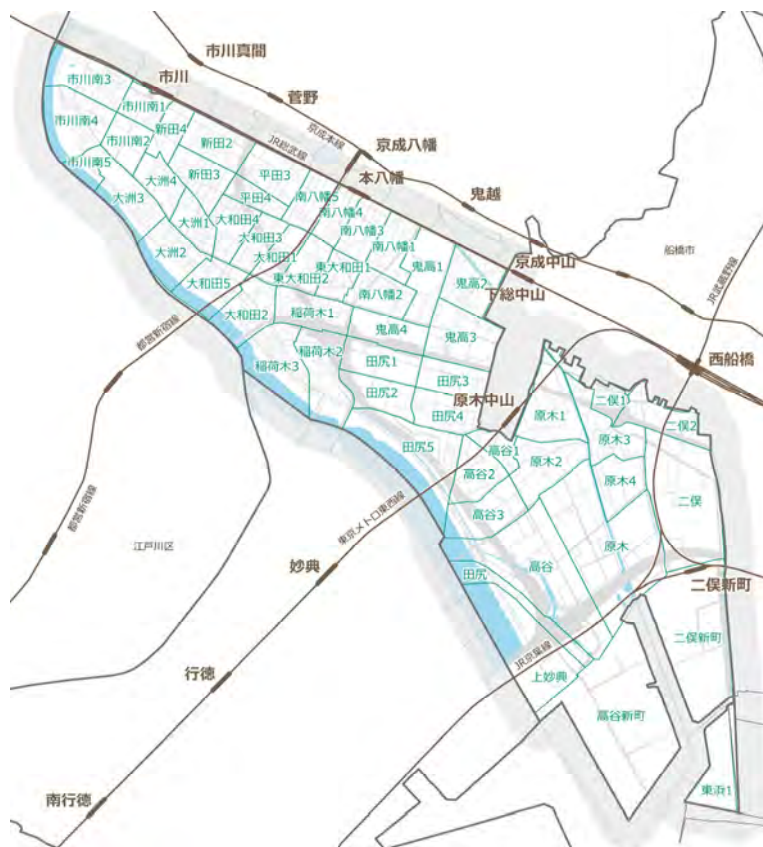 市川真間
市川南3
市川
菅野
市川南1
京成本線
市川南4
新田4
市川南2
新田2
JR総武線
京成八幡
市川南5
新田3
平田3
大洲4
本八幡
鬼越
大洲3
平田4
南八幡5
南八幡4
大洲1
大和田4
南八幡3
大和田3
南八幡1
船橋市
大洲2
大和田1
京成中山
東大和田1
鬼高1
東大和田2
鬼高2
下総中山
JR武蔵野線
大和田5
南八幡2
大和田2
稲荷木1
都営新宿線
鬼高4
鬼高3
稲荷木2
稲荷木3
田尻1
西船橋
田尻3
田尻2
原木中山
二俣1
田尻4
原木1
二俣2
田尻5
高谷1
原木3
原木2
高谷2
原木4
二俣
都営新宿線
高谷3
東京メトロ東西線
原木
江戸川区
妙典
高谷
田尻
二俣新町
JR京葉線
二俣新町
行徳
上妙典
高谷新町
東浜1
南行徳